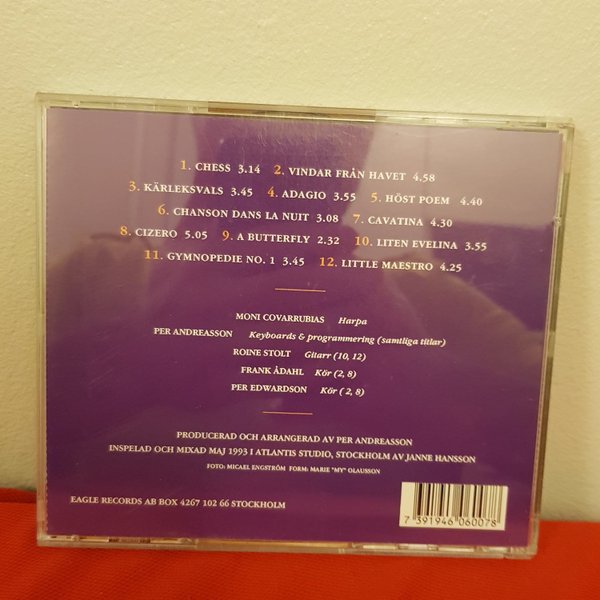 1. CHESS 3.14 2. VINDAR FRÅN HAVET 4.58
3. KÄRLEKSVALS 3.45 4. ADAGIO 3.55 5. HÖST POEM 4.40
6. CHANSON DANS LA NUIT 3.08 7. CAVATINA 4.30
8. CIZERO 5.05 9. A BUTTERFLY 2.32 10. LITEN EVELINA 3.55
11. GYMNOPEDIE NO. 1 3.45 12. LITTLE MAESTRO 4.25
MONI COVARRUBIAS Harpa
PER ANDREASSON Keyboards & programmering (samtliga titlar)
ROINE STOLT Gitarr (10, 12)
FRANK ÅDAHL Kör (2, 8)
PER EDWARDSON Kör ( 2, 8)
PRODUCERAD OCH ARRANGERAD AV PER ANDREASSON
INSPELAD OCH MIXAD MAJ 1993 I ATLANTIS STUDIO, STOCKHOLM AV JANNE HANSSON
FOTO: MICAEL ENGSTRÖM FORM: MARIE "MY" OLAUSSON
EAGLE RECORDS AB BOX 4267 102 66 STOCKHOLM
7 391946 060078